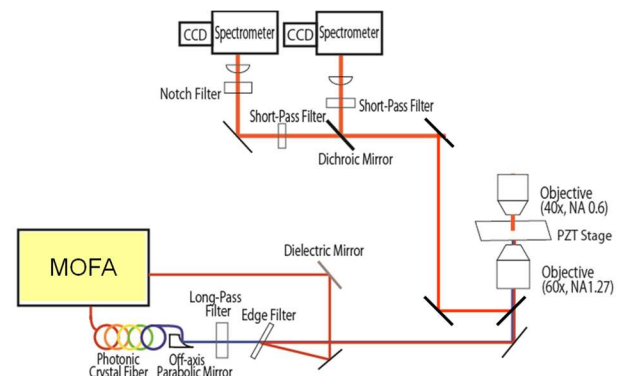 CCD
Spectrometer
CCD
Spectrometer
Notch Filter
Short-Pass Filter
Short-Pass Filter
Dichroic Mirror
Objective
(40x, NA 0.6)
PZT Stage
Objective
(60x, NA1.27)
MOFA
Dielectric Mirror
Long-Pass
Filter
Edge Filter
Photonic
Crystal Fiber
Off-axis
Parabolic Mirror